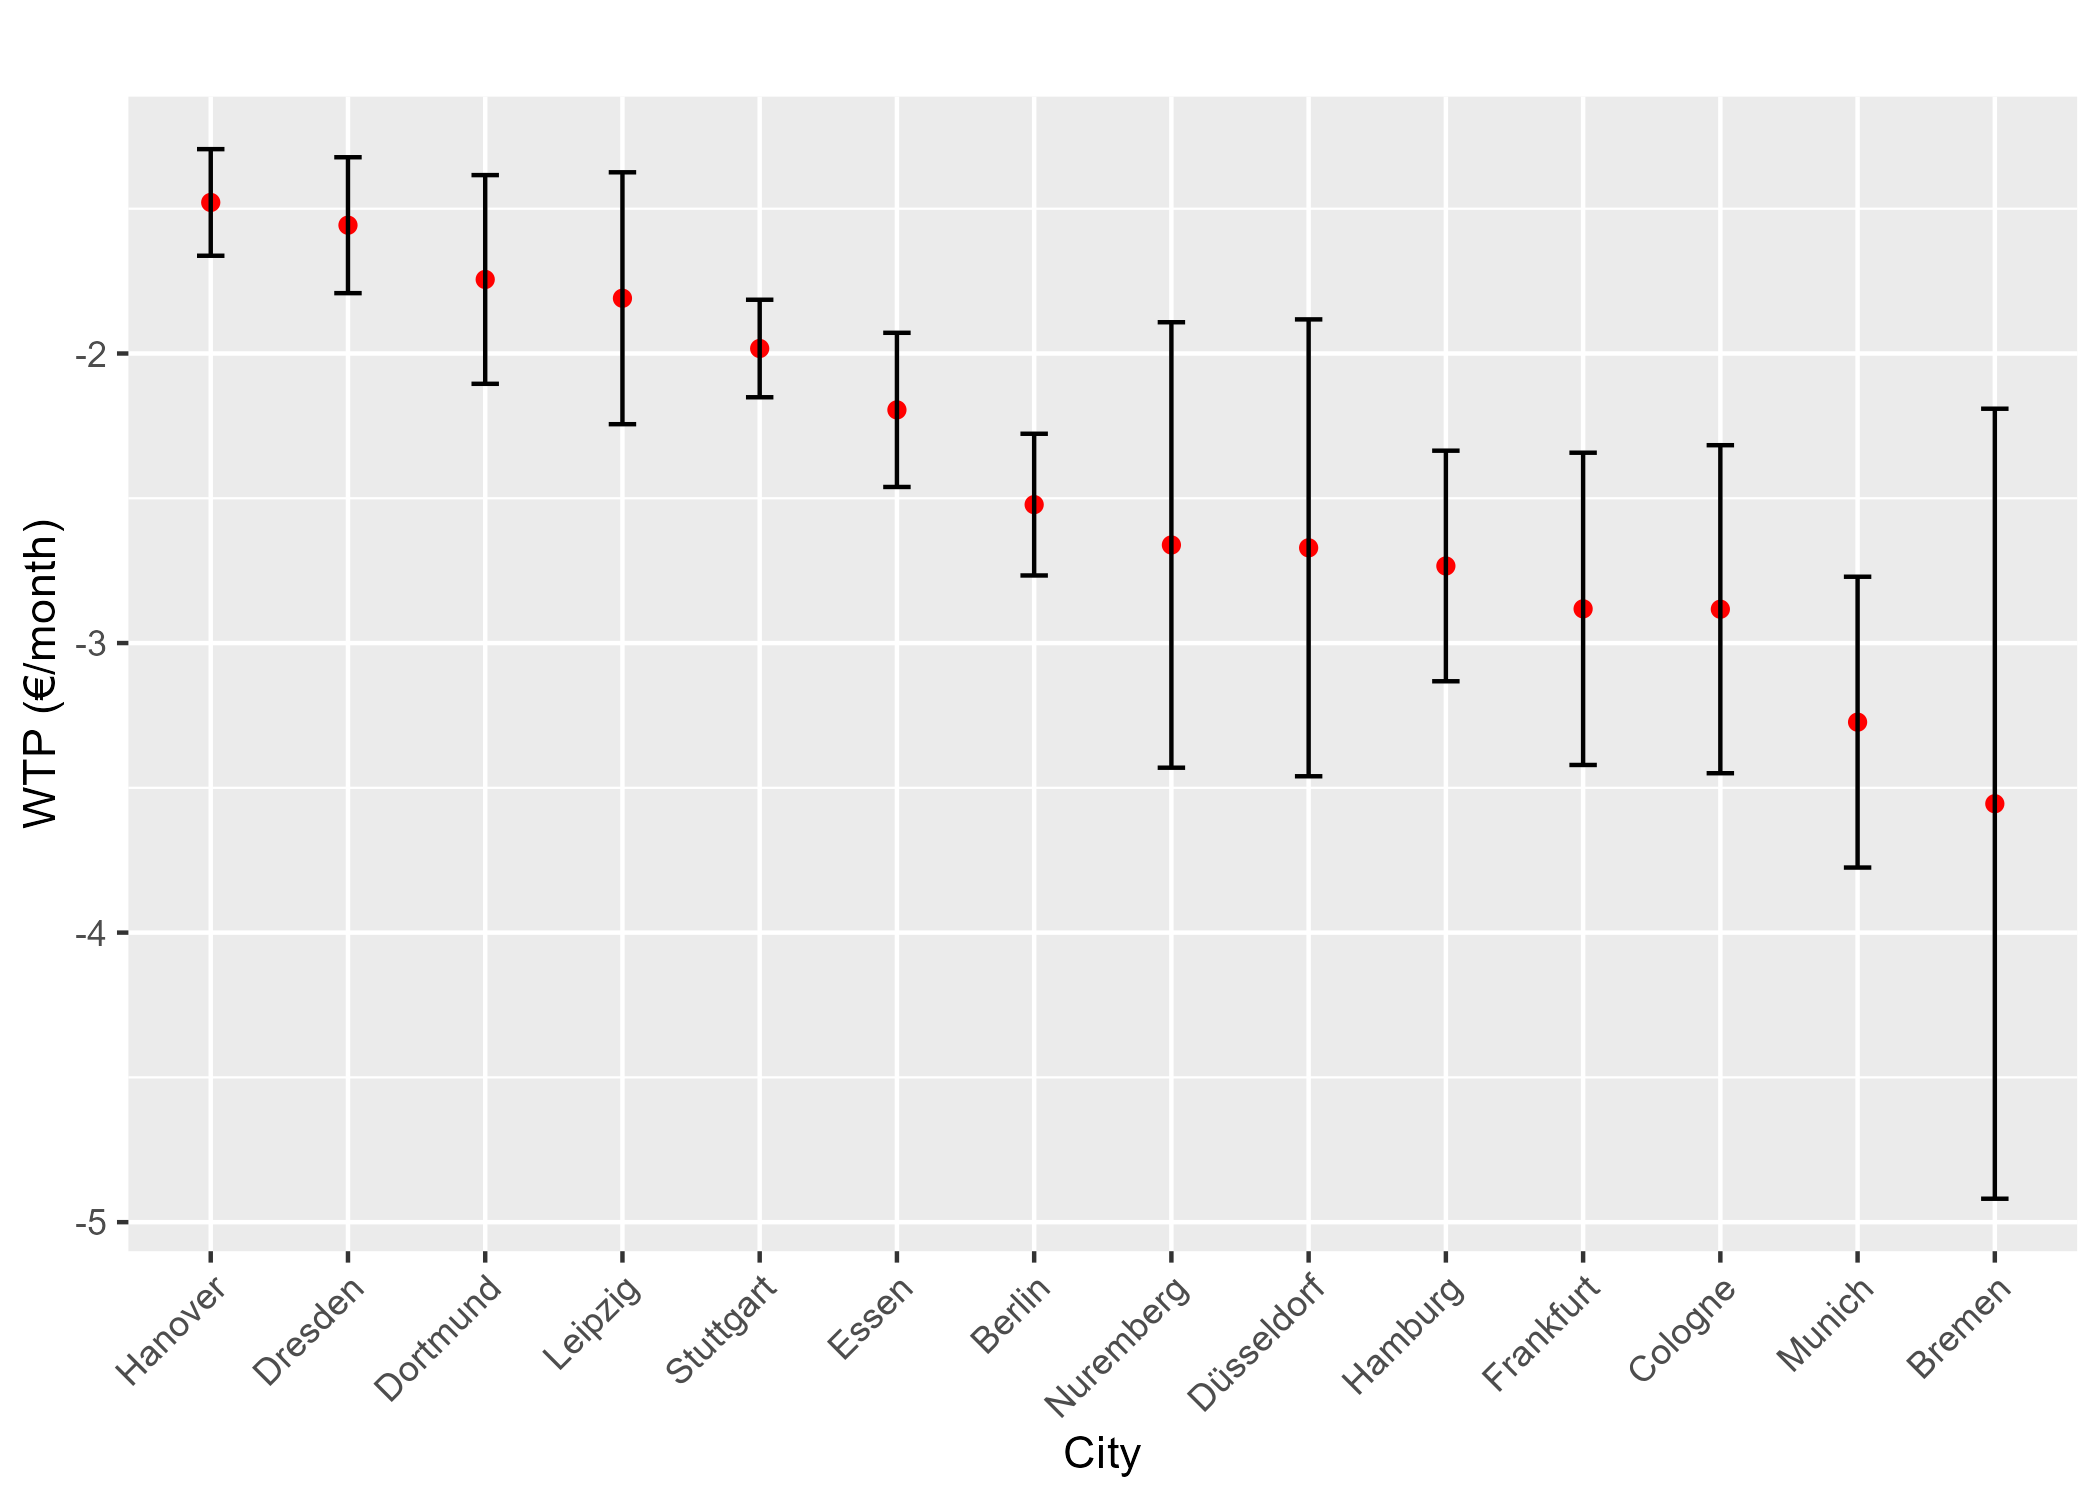 WTP (€/month)
-2
-3
-4
-5
Hanover
Dresden
Dortmund
Leipzig
Stuttgart
Essen
Berlin
Nuremberg
Düsseldorf
Hamburg
Frankfurt
Cologne
Munich
Bremen
City